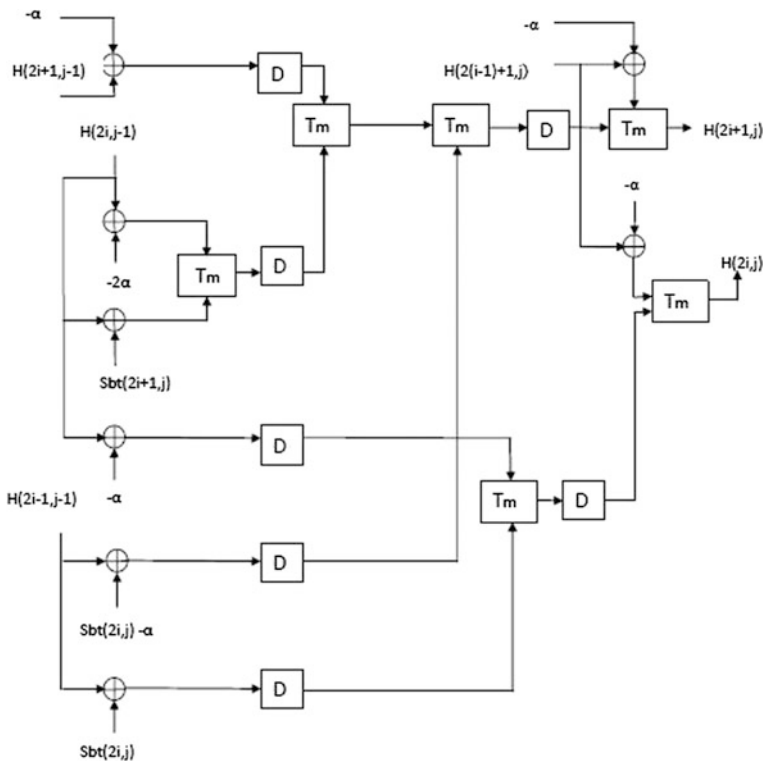 -α
-α
H(2i+1,j-1)
D
H(2(i-1)+1,j)
Tm
Tm
D
Tm
H(2i+1,j)
H(2i,j-1)
-α
-2α
Tm
D
H(2i,j)
Tm
Sbt(2i+1,j)
D
H(2i-1,j-1)
-α
Tm
D
D
Sbt(2i,j) -α
D
Sbt(2i,j)